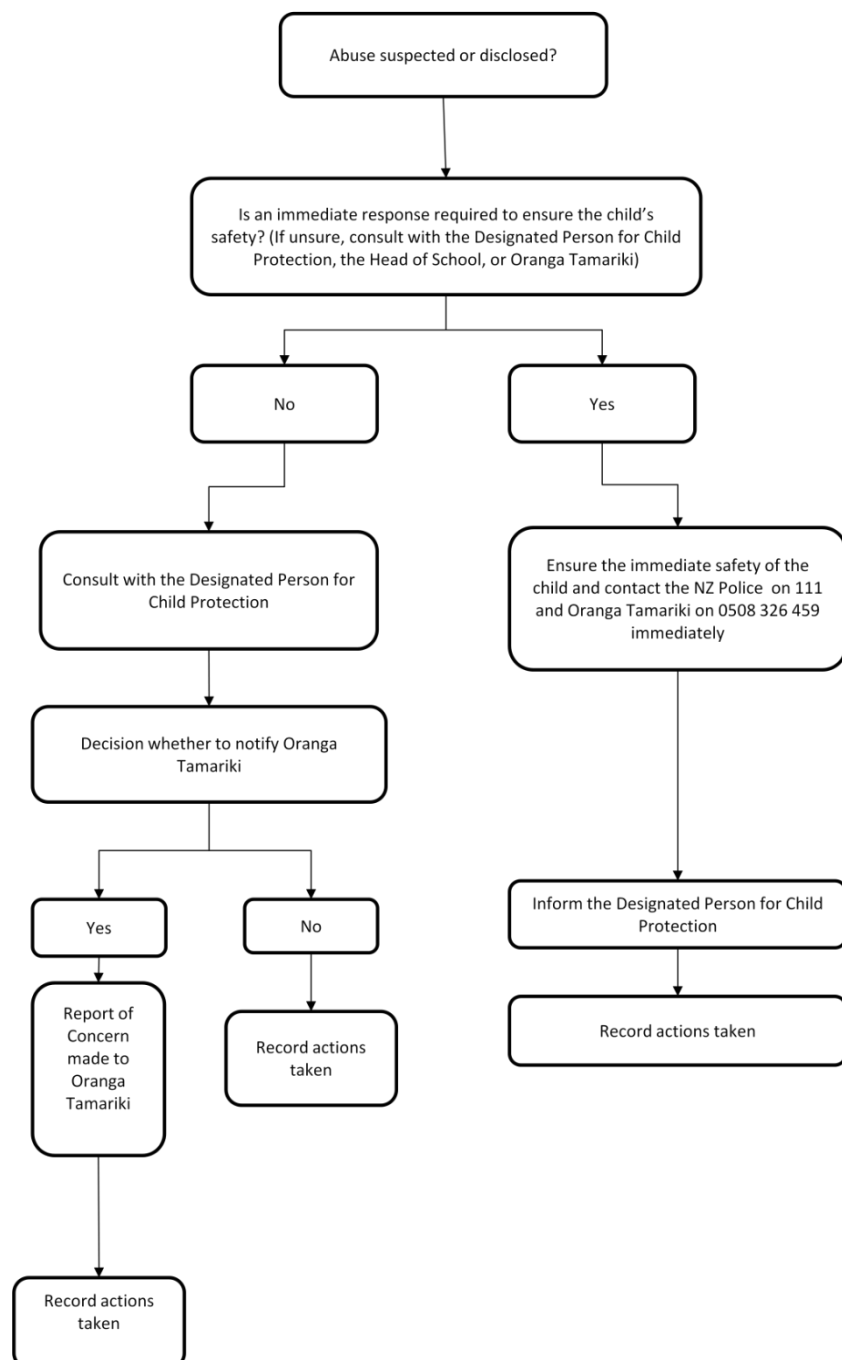 Abuse suspected or disclosed?
Is an immediate response required to ensure the child’s
safety? (If unsure, consult with the Designated Person for Child
Protection, the Head of School, or Oranga Tamariki)
No
Yes
Consult with the Designated Person for
Child Protection
Ensure the immediate safety of the
child and contact the NZ Police on 111
and Oranga Tamariki on 0508 326 459
immediately
Decision whether to notify Oranga
Tamariki
Yes
No
Inform the Designated Person for Child
Protection
Report of
Concern
made to
Oranga
Tamariki
Record actions
taken
Record actions taken
Record actions
taken